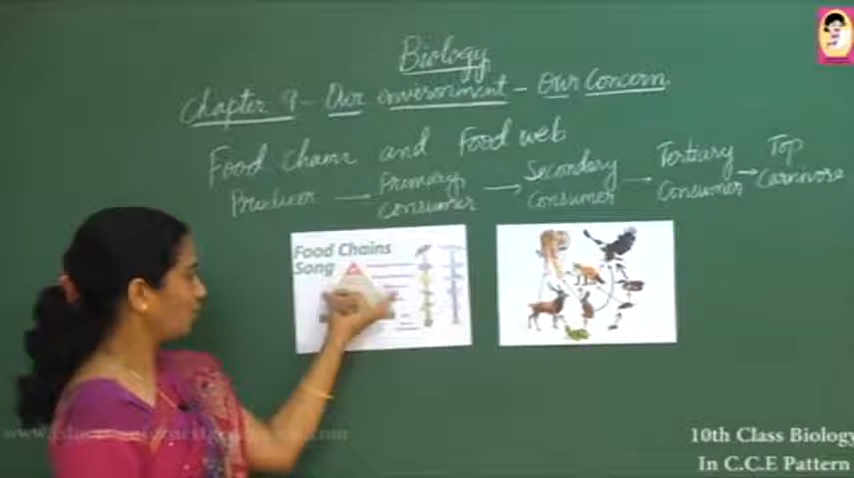 Biology
Chapter 9 - Our environment - Our Concern
Food Chain and Food web
Producer → Primary Consumer → Secondary Consumer → Tertiary Consumer → Top Carnivore
Food Chains
Song
10th Class Biology
In C.C.E Pattern